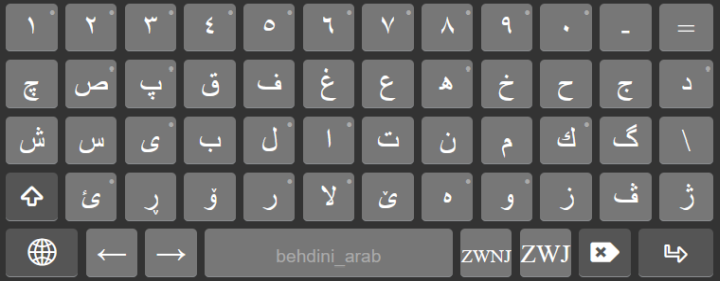 ١ ٢ ٣ ٤ ٥ ٦ ٧ ٨ ٩ ٠ - =
چ ص پ ق ف غ ع ھ خ ح ج د
ش س ی ب ل ا ت ن م ك گ \
ئ ڕ ۆ ر لا ێ ه و ز ڤ ژ
behdini_arab ZWNJ ZWJ